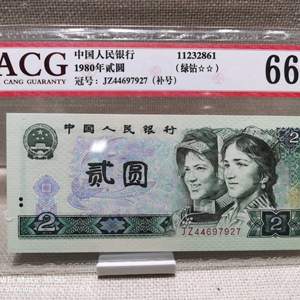 ACG
CANG GUARANTY
中国人民银行
1980年贰圆
冠号: JZ44697927 (补号)
11232861
(绿钻☆☆)
66
中国人民银行
贰圆
JZ44697927
2
2